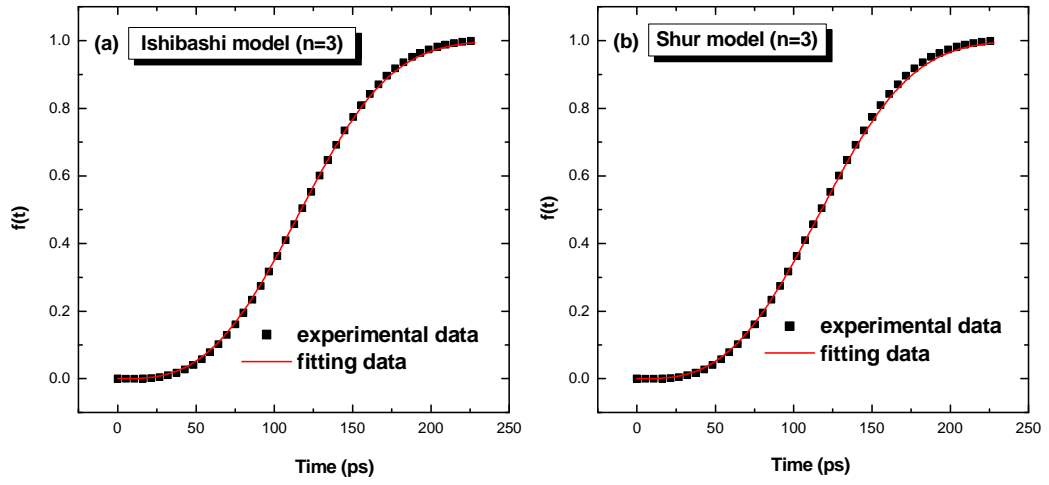 (a) Ishibashi model (n=3)
1.0
0.8
0.6
0.4
0.2
0.0
f(t)
experimental data
fitting data
0 50 100 150 200 250
Time (ps)
(b) Shur model (n=3)
1.0
0.8
0.6
0.4
0.2
0.0
f(t)
experimental data
fitting data
0 50 100 150 200 250
Time (ps)